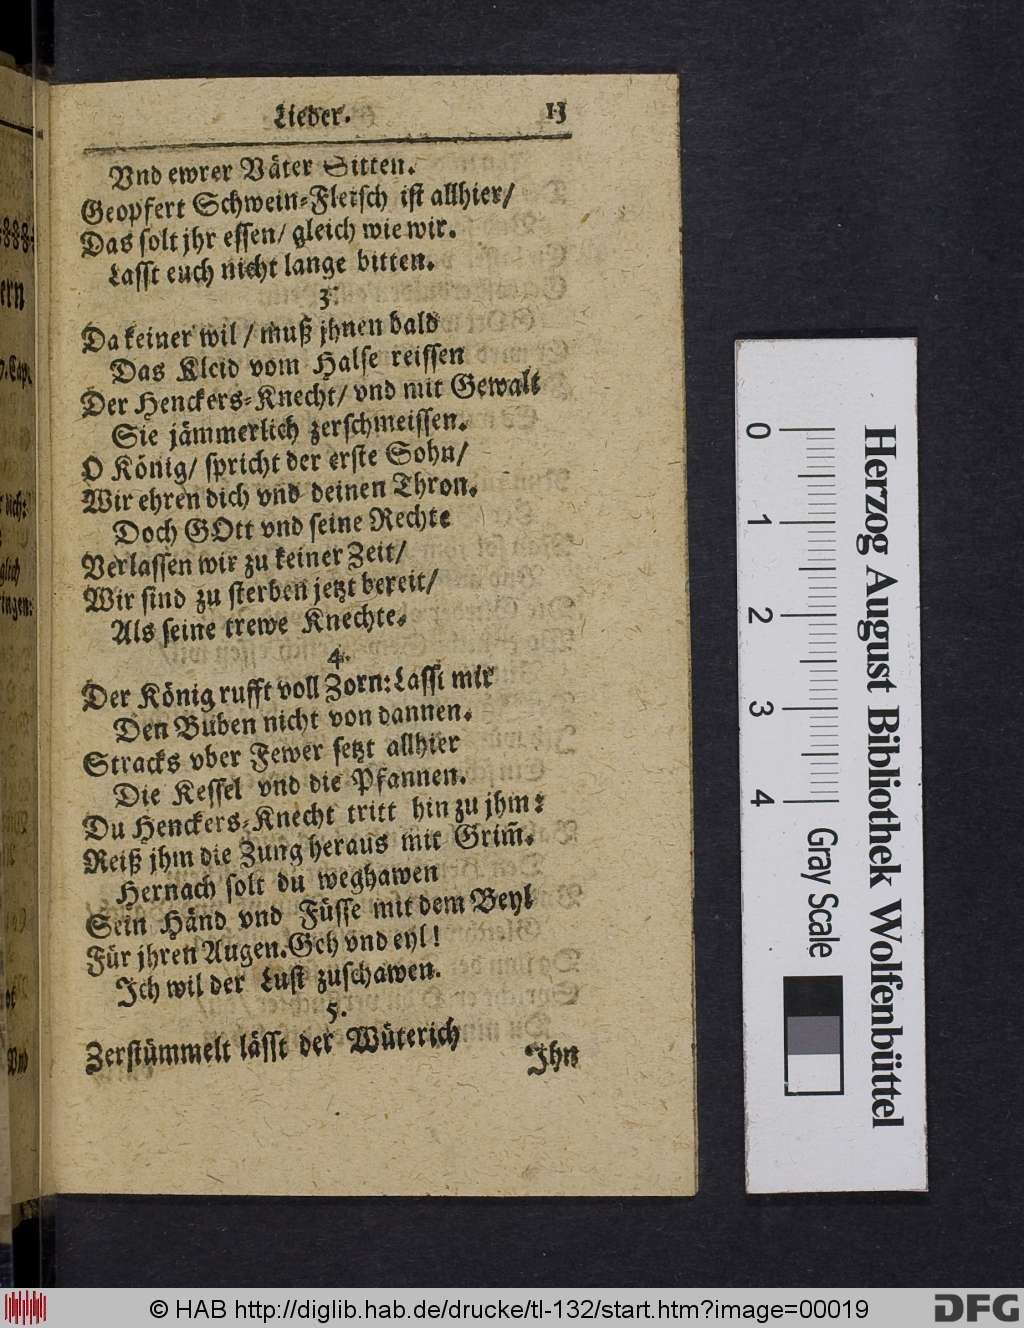 Lieder. 13
Vnd ewrer Väter Sitten.
Geopfert Schwein-Fleisch ist allhier/
Das solt jhr essen/ gleich wie wir.
Lasst euch nicht lange bitten.
3.
Da keiner wil / muß jhnen bald
Das Kleid vom Halse reissen
Der Henckers-Knecht/ vnd mit Gewalt
Sie jämmerlich zerschmeissen.
O König/ spricht der erste Sohn/
Wir ehren dich vnd deinen Thron.
Doch GOtt vnd seine Rechte
Verlassen wir zu keiner Zeit/
Wir sind zu sterben jetzt bereit/
Als seine trewe Knechte.
4.
Der König rufft voll Zorn: Lasst mir
Den Buben nicht von dannen.
Stracks vber Fewer setzt allhier
Die Kessel vnd die Pfannen.
Du Henckers-Knecht tritt hin zu jhm:
Reiß jhm die Zung heraus mit Grim̃.
Hernach solt du weghawen
Sein Händ vnd Füsse mit dem Beyl
Für jhren Augen. Geh vnd eyl!
Ich wil der Lust zuschawen.
5.
Zerstümmelt lässt der Wüterich
Ihn
ern
Vnd
0 1 2 3 4
Gray Scale
Herzog August Bibliothek Wolfenbüttel
© HAB http://diglib.hab.de/drucke/tl-132/start.htm?image=00019
DFG